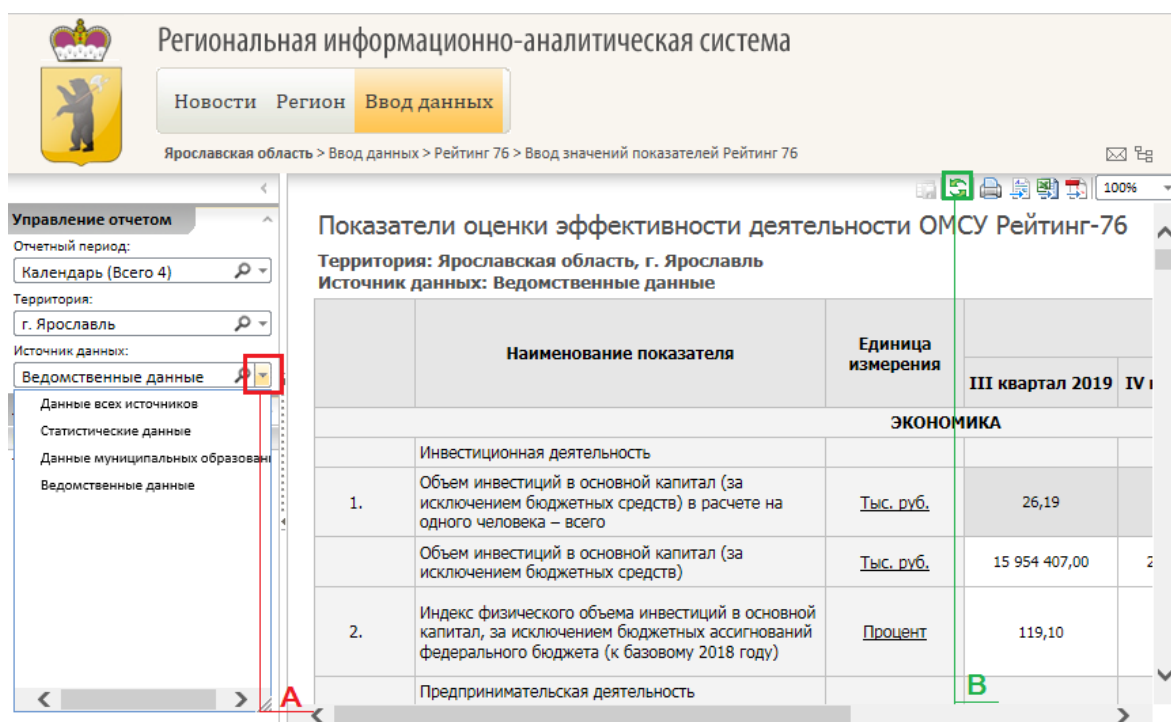 Региональная информационно-аналитическая система
Новости Регион Ввод данных
Ярославская область > Ввод данных > Рейтинг 76 > Ввод значений показателей Рейтинг 76
100%
Управление отчетом
Отчетный период:
Календарь (Всего 4)
Территория:
г. Ярославль
Источник данных:
Ведомственные данные
Данные всех источников
Статистические данные
Данные муниципальных образован
Ведомственные данные
A
Показатели оценки эффективности деятельности ОМСУ Рейтинг-76
Территория: Ярославская область, г. Ярославль
Источник данных: Ведомственные данные
Наименование показателя
Единица
измерения
III квартал 2019 IV
ЭКОНОМИКА
Инвестиционная деятельность
Объем инвестиций в основной капитал (за
1. исключением бюджетных средств) в расчете на Тыс. руб. 26,19
одного человека – всего
Объем инвестиций в основной капитал (за
исключением бюджетных средств) Тыс. руб. 15 954 407,00 2
Индекс физического объема инвестиций в основной
2. капитал, за исключением бюджетных ассигнований Процент 119,10
федерального бюджета (к базовому 2018 году)
Предпринимательская деятельность
B